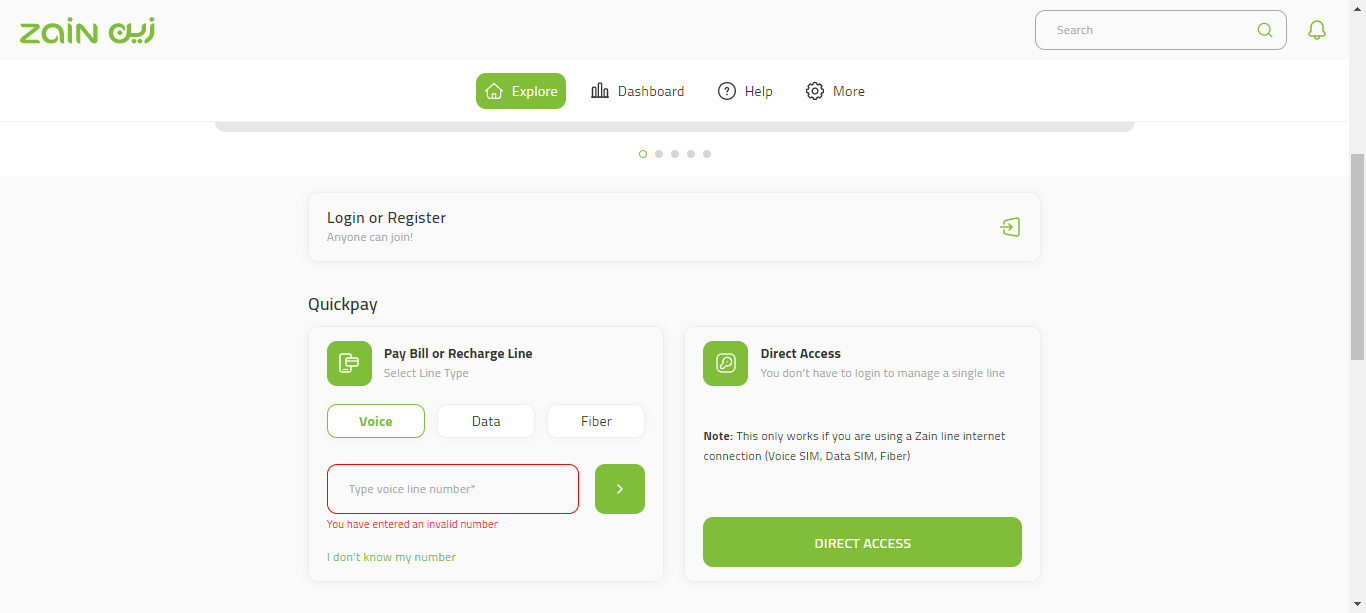 zain زين
Search
Explore
Dashboard
Help
More
Login or Register
Anyone can join!
Quickpay
Pay Bill or Recharge Line
Select Line Type
Voice
Data
Fiber
Type voice line number*
You have entered an invalid number
I don't know my number
Direct Access
You don't have to login to manage a single line
Note: This only works if you are using a Zain line internet
connection (Voice SIM, Data SIM, Fiber)
DIRECT ACCESS